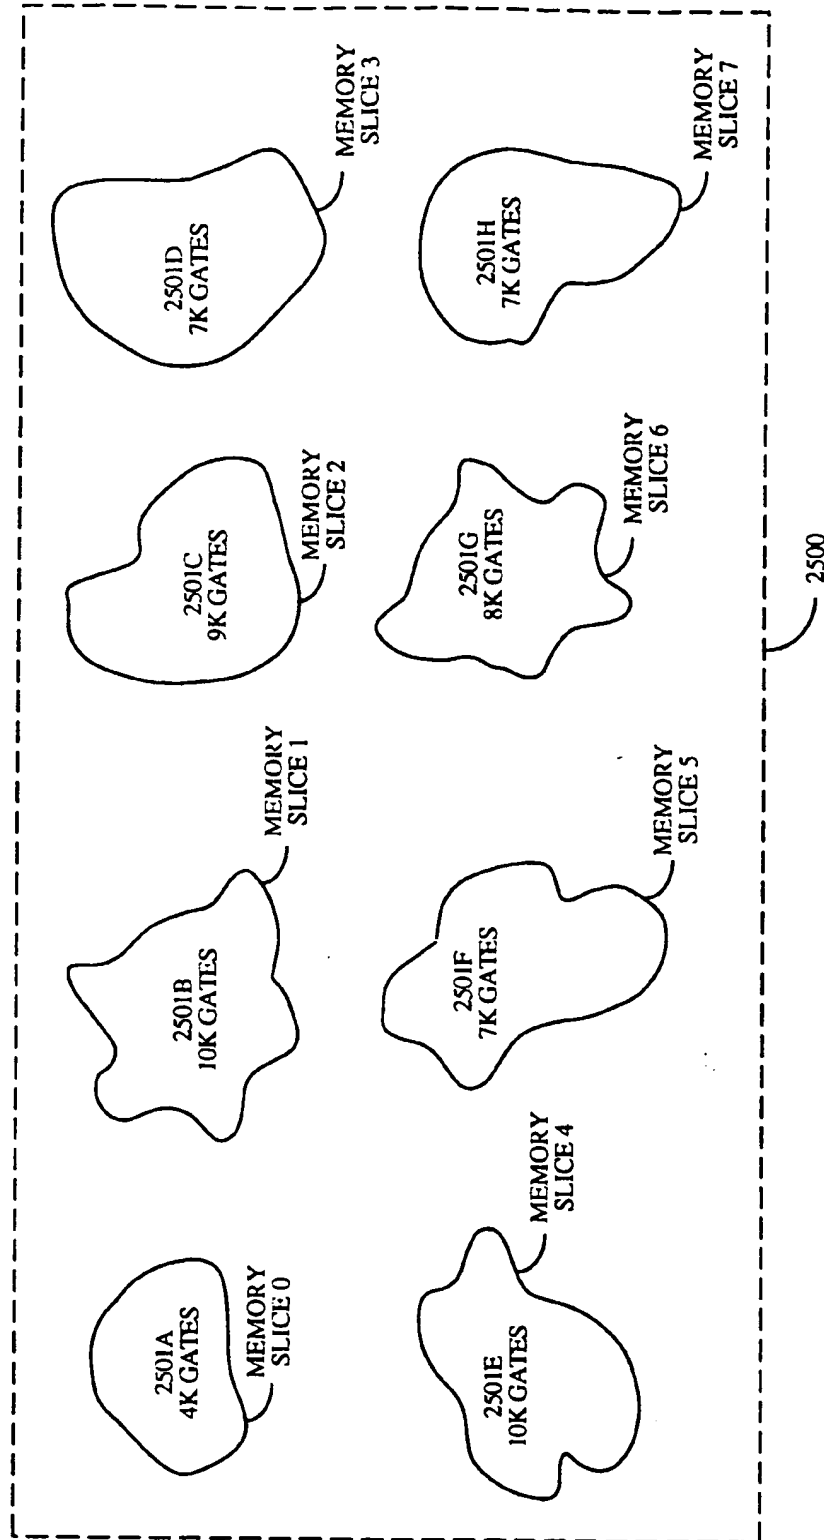 2501A
4K GATES
MEMORY
SLICE 0
2501B
10K GATES
MEMORY
SLICE 1
2501C
9K GATES
MEMORY
SLICE 2
2501D
7K GATES
MEMORY
SLICE 3
2501E
10K GATES
MEMORY
SLICE 4
2501F
7K GATES
MEMORY
SLICE 5
2501G
8K GATES
MEMORY
SLICE 6
2501H
7K GATES
MEMORY
SLICE 7
2500